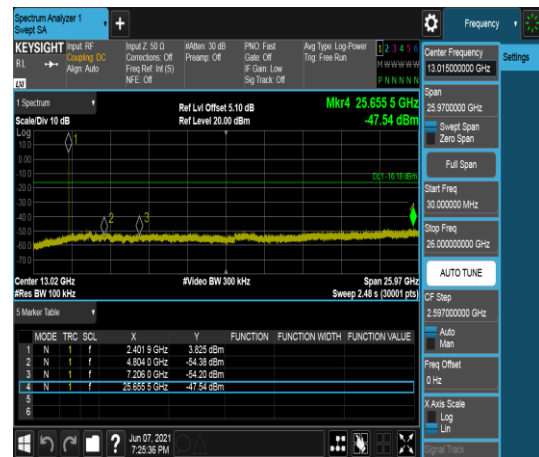 Spectrum Analyzer 1
Swept SA
Frequency
KEYSIGHT Input: RF Input Z: 50 Ω #Atten: 30 dB PNO: Fast Avg Type: Log-Power 1 2 3 4 5 6
RL Coupling: DC Corrections: Off Preamp: Off Gate: Off Trig: Free Run M W W W W W
Align: Auto Freq Ref: Int (S) IF Gain: Low
NFE: Off Sig Track: Off P N N N N N
LXI
1 Spectrum
Ref Lvl Offset 5.10 dB Mkr4 25.655 5 GHz
Scale/Div 10 dB Ref Level 20.00 dBm -47.54 dBm
Log
10.0
0.00
-10.0
-20.0
-30.0
-40.0
-50.0
-60.0
-70.0
1
2
3
4
DL1 -16.18 dBm
Center 13.02 GHz #Video BW 300 kHz Span 25.97 GHz
#Res BW 100 kHz Sweep 2.48 s (30001 pts)
5 Marker Table
MODE TRC SCL X Y FUNCTION FUNCTION WIDTH FUNCTION VALUE
1 N 1 f 2.401 9 GHz 3.825 dBm
2 N 1 f 4.804 0 GHz -54.38 dBm
3 N 1 f 7.206 0 GHz -54.20 dBm
4 N 1 f 25.655 5 GHz -47.54 dBm
5
6
Jun 07, 2021
7:25:36 PM
Center Frequency
13.015000000 GHz
Settings
Span
25.9700000 GHz
Swept Span
Zero Span
Full Span
Start Freq
30.000000 MHz
Stop Freq
26.000000000 GHz
AUTO TUNE
CF Step
2.597000000 GHz
Auto
Man
Freq Offset
0 Hz
X Axis Scale
Log
Lin
Signal Track